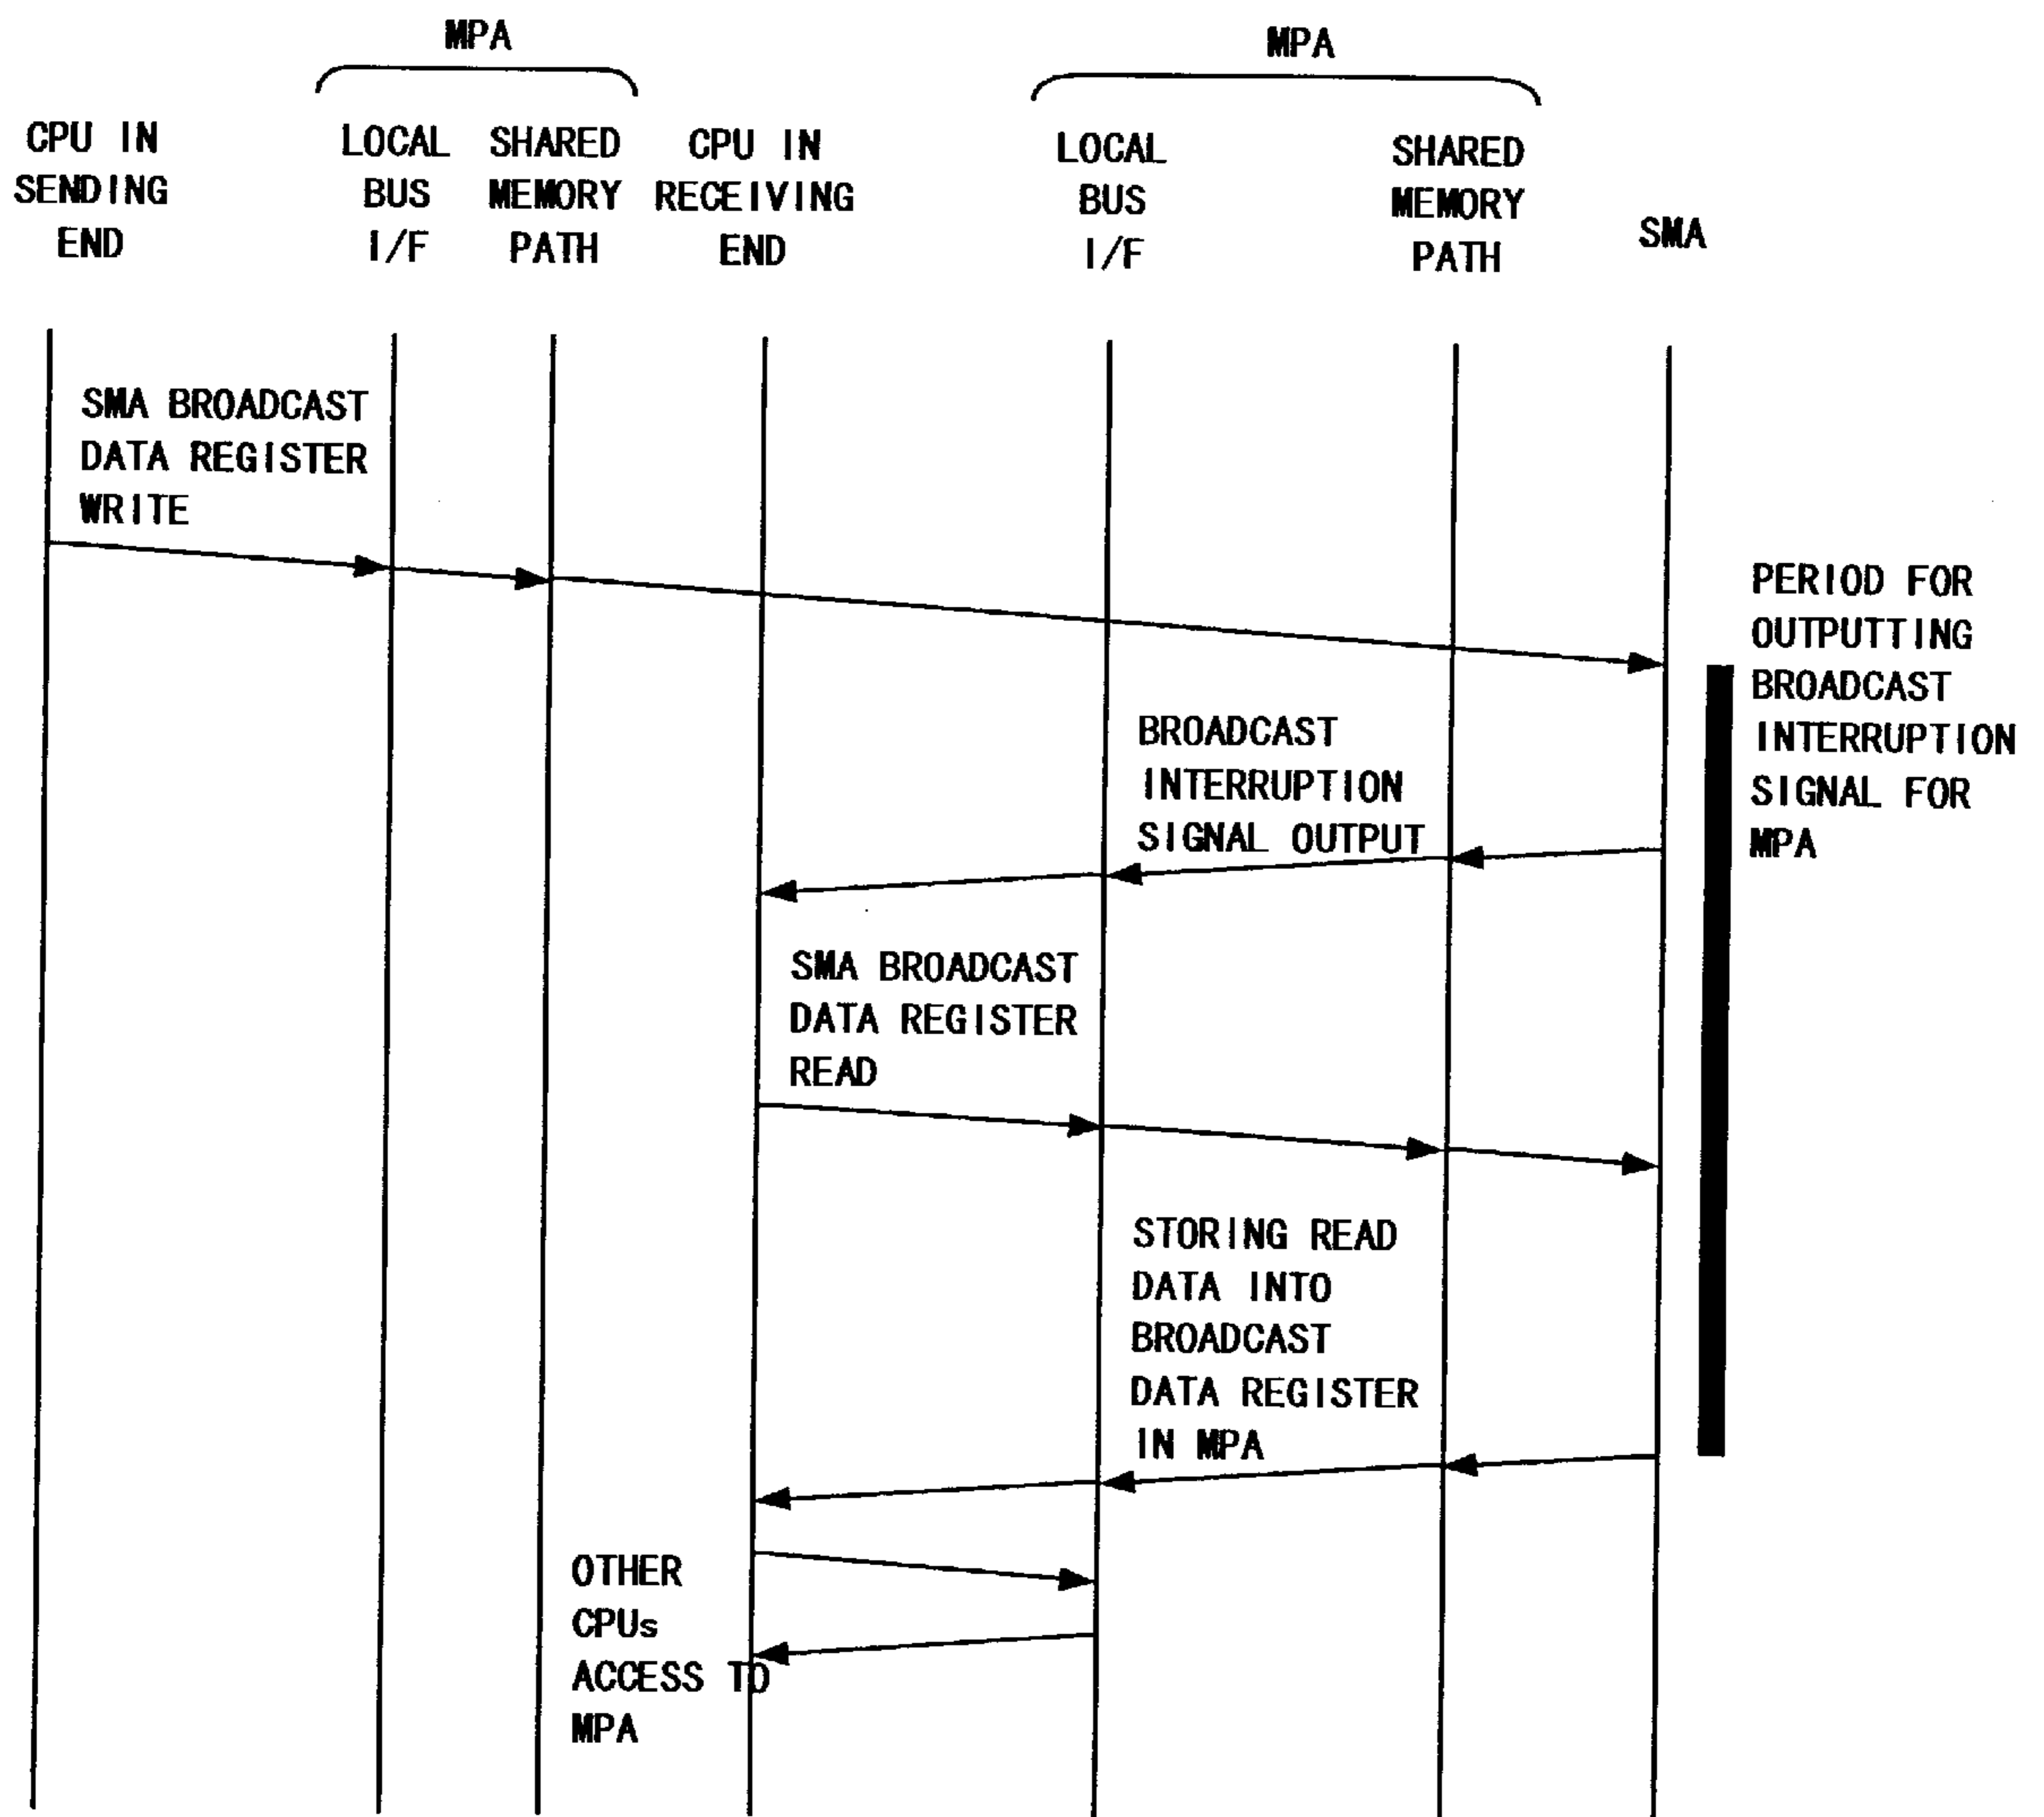 MPA
MPA
CPU IN
SENDING
END
LOCAL
BUS
I/F
SHARED
MEMORY
PATH
CPU IN
RECEIVING
END
LOCAL
BUS
I/F
SHARED
MEMORY
PATH
SMA
SMA BROADCAST
DATA REGISTER
WRITE
PERIOD FOR
OUTPUTTING
BROADCAST
INTERRUPTION
SIGNAL FOR
MPA
BROADCAST
INTERRUPTION
SIGNAL OUTPUT
SMA BROADCAST
DATA REGISTER
READ
STORING READ
DATA INTO
BROADCAST
DATA REGISTER
IN MPA
OTHER
CPUs
ACCESS TO
MPA